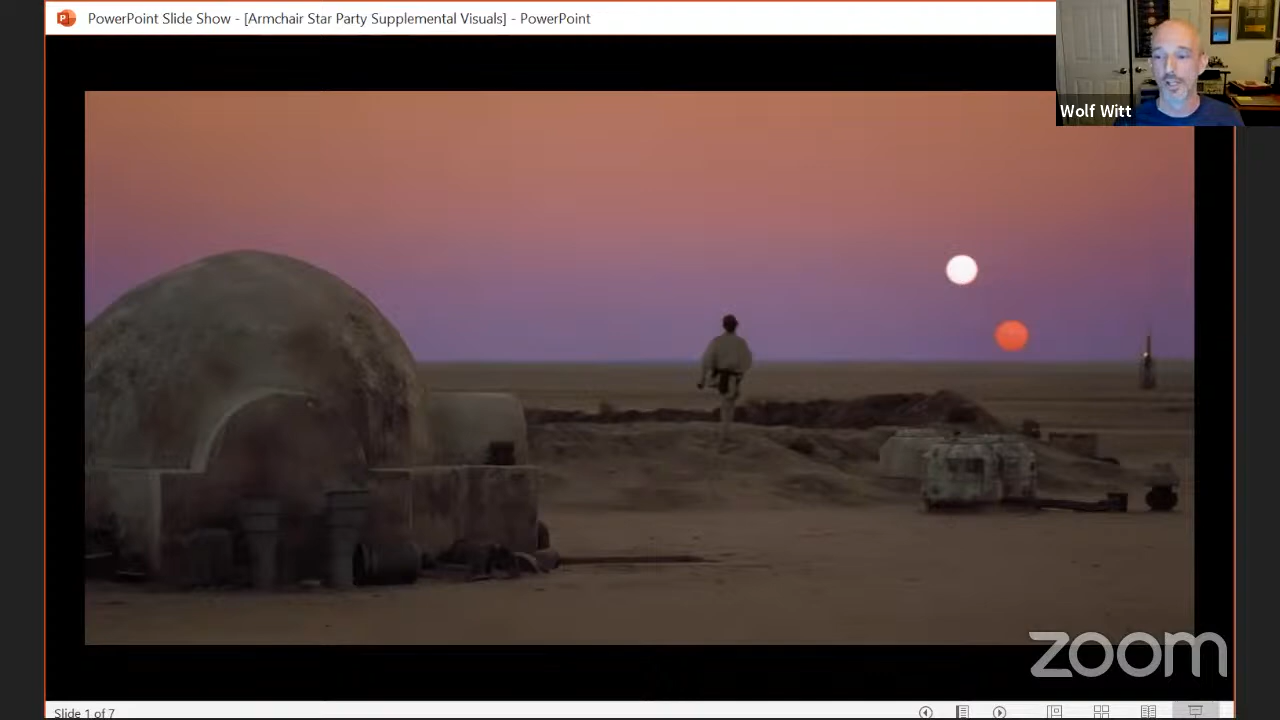 PowerPoint Slide Show - [Armchair Star Party Supplemental Visuals] - PowerPoint
Wolf Witt
zoom
Slide 1 of 7